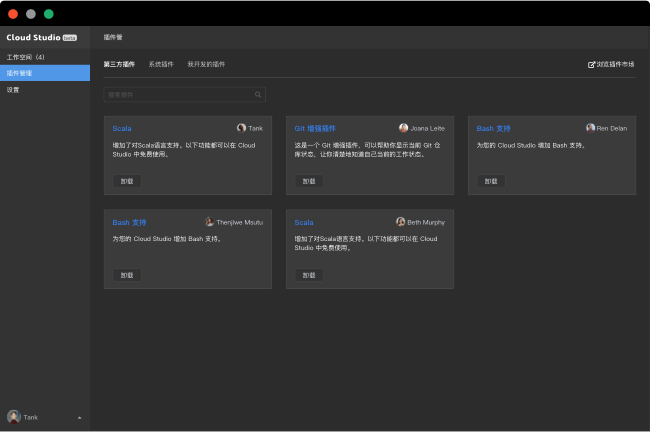 Cloud Studio beta
插件管
工作空间（4）
插件管理
设置
第三方插件 系统插件 我开发的插件
浏览插件市场
搜索插件
Scala
Tank
增加了对Scala语言支持。以下功能都可以在 Cloud
Studio 中免费使用。
卸载
Git 增强插件
Joana Leite
这是一个 Git 增强插件，可以帮助你显示当前 Git 仓
库状态，让你清楚地知道自己当前的工作状态。
卸载
Bash 支持
Ren Delan
为您的 Cloud Studio 增加 Bash 支持。
卸载
Bash 支持
Thenjiwe Msutu
为您的 Cloud Studio 增加 Bash 支持。
卸载
Scala
Beth Murphy
增加了对Scala语言支持。以下功能都可以在 Cloud
Studio 中免费使用。
卸载
Tank